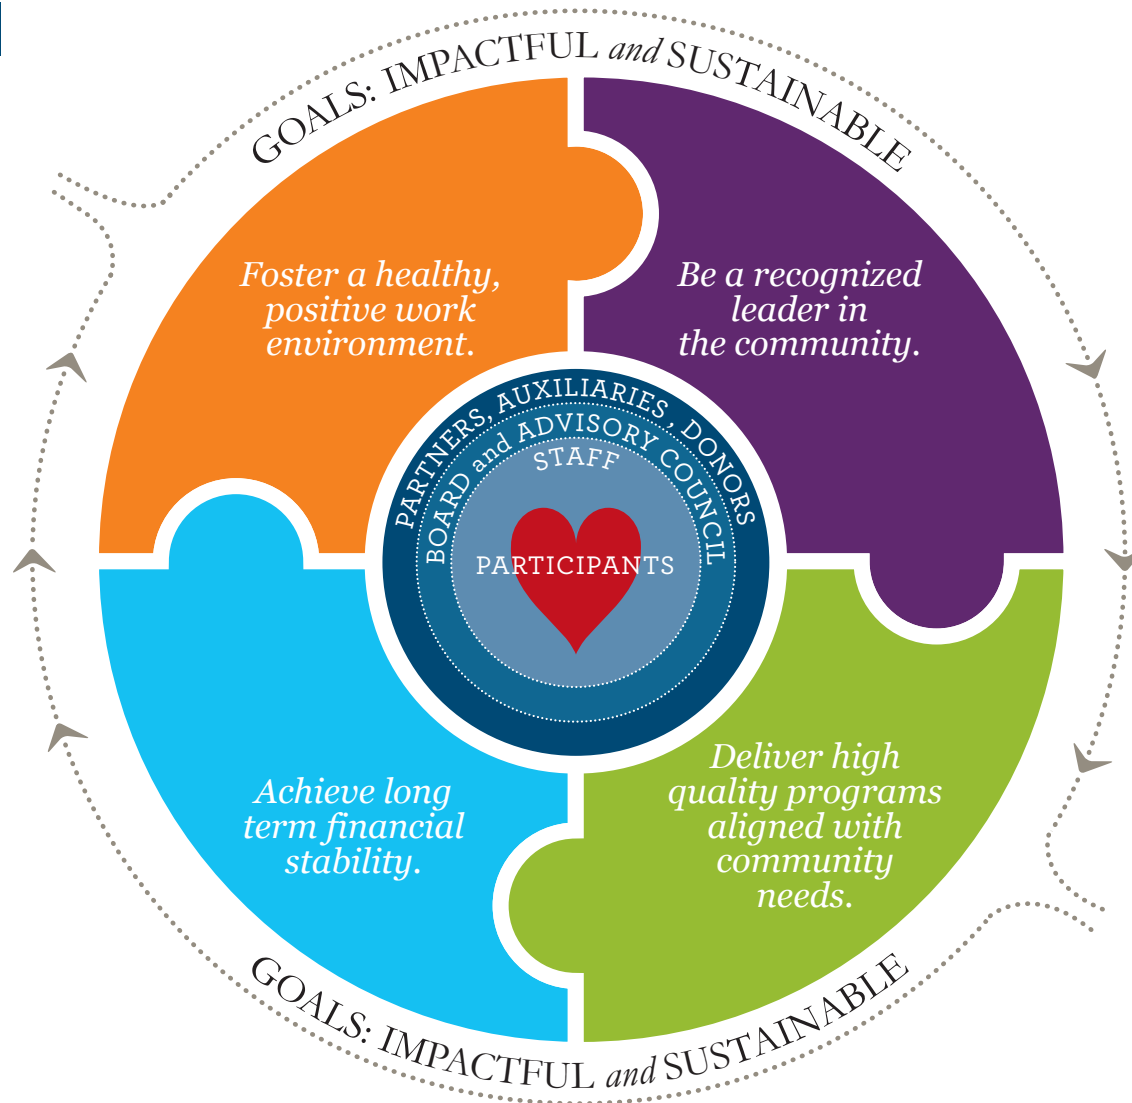 GOALS: IMPACTFUL and SUSTAINABLE
Foster a healthy,
positive work
environment.
Be a recognized
leader in
the community.
PARTNERS, AUXILIARIES , DONORS
BOARD and ADVISORY COUNCIL
STAFF
PARTICIPANTS
Achieve long
term financial
stability.
Deliver high
quality programs
aligned with
community
needs.
GOALS: IMPACTFUL and SUSTAINABLE